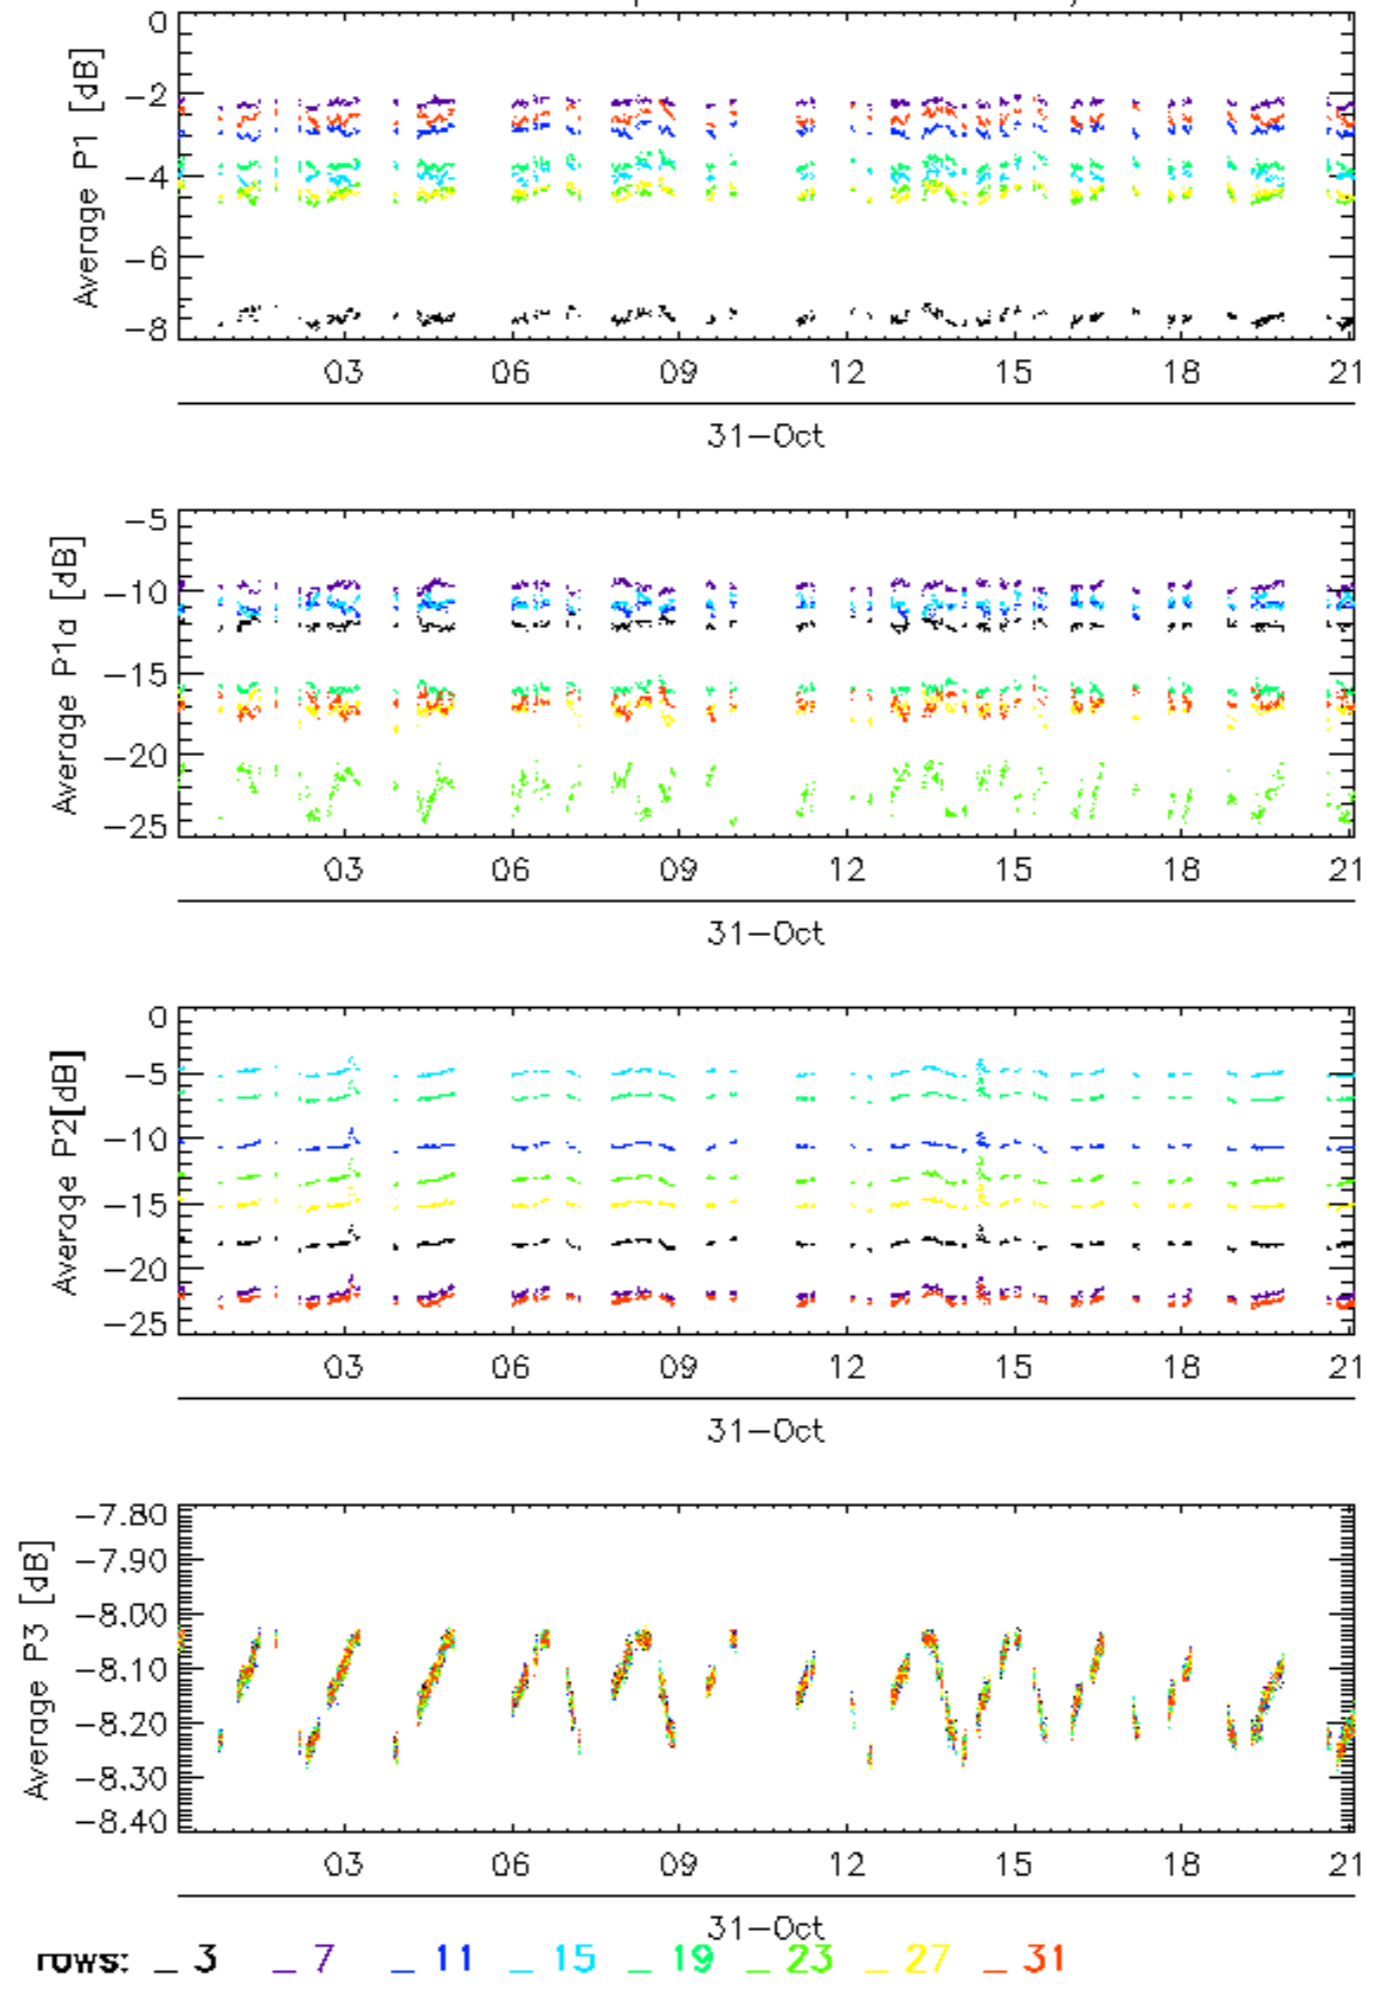 Average P1 [dB]
0
−2
−4
−6
−8
03 06 09 12 15 18 21
31−Oct
Average P1a [dB]
−5
−10
−15
−20
−25
03 06 09 12 15 18 21
31−Oct
Average P2[dB]
0
−5
−10
−15
−20
−25
03 06 09 12 15 18 21
31−Oct
Average P3 [dB]
−7.80
−7.90
−8.00
−8.10
−8.20
−8.30
−8.40
03 06 09 12 15 18 21
31−Oct
rows: _ 3 _ 7 _ 11 _ 15 _ 19 _ 23 _ 27 _ 31